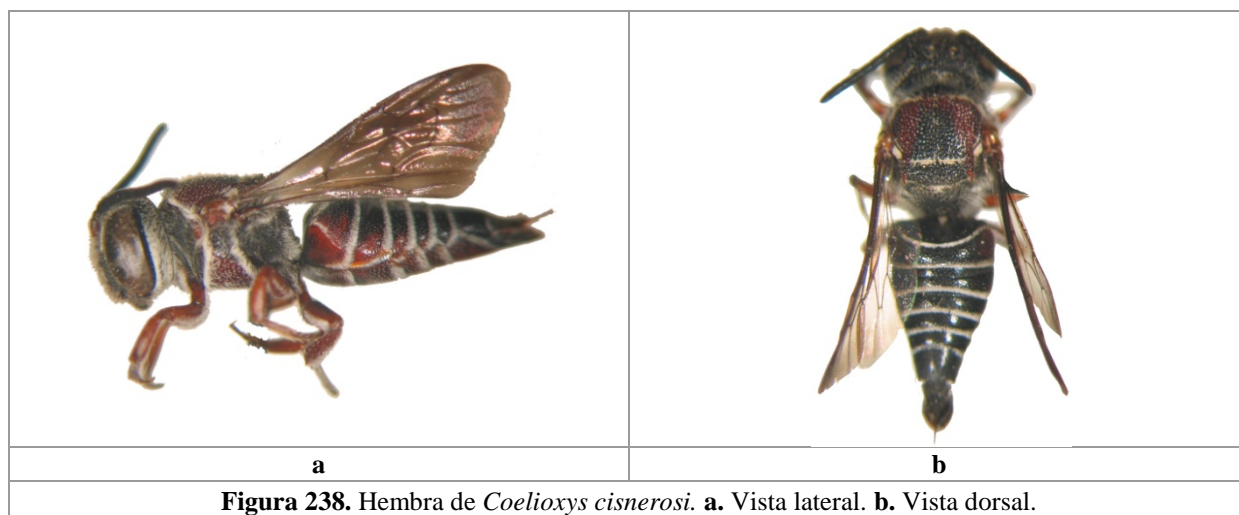 a
b
Figura 238. Hembra de Coelioxys cisnerosi. a. Vista lateral. b. Vista dorsal.